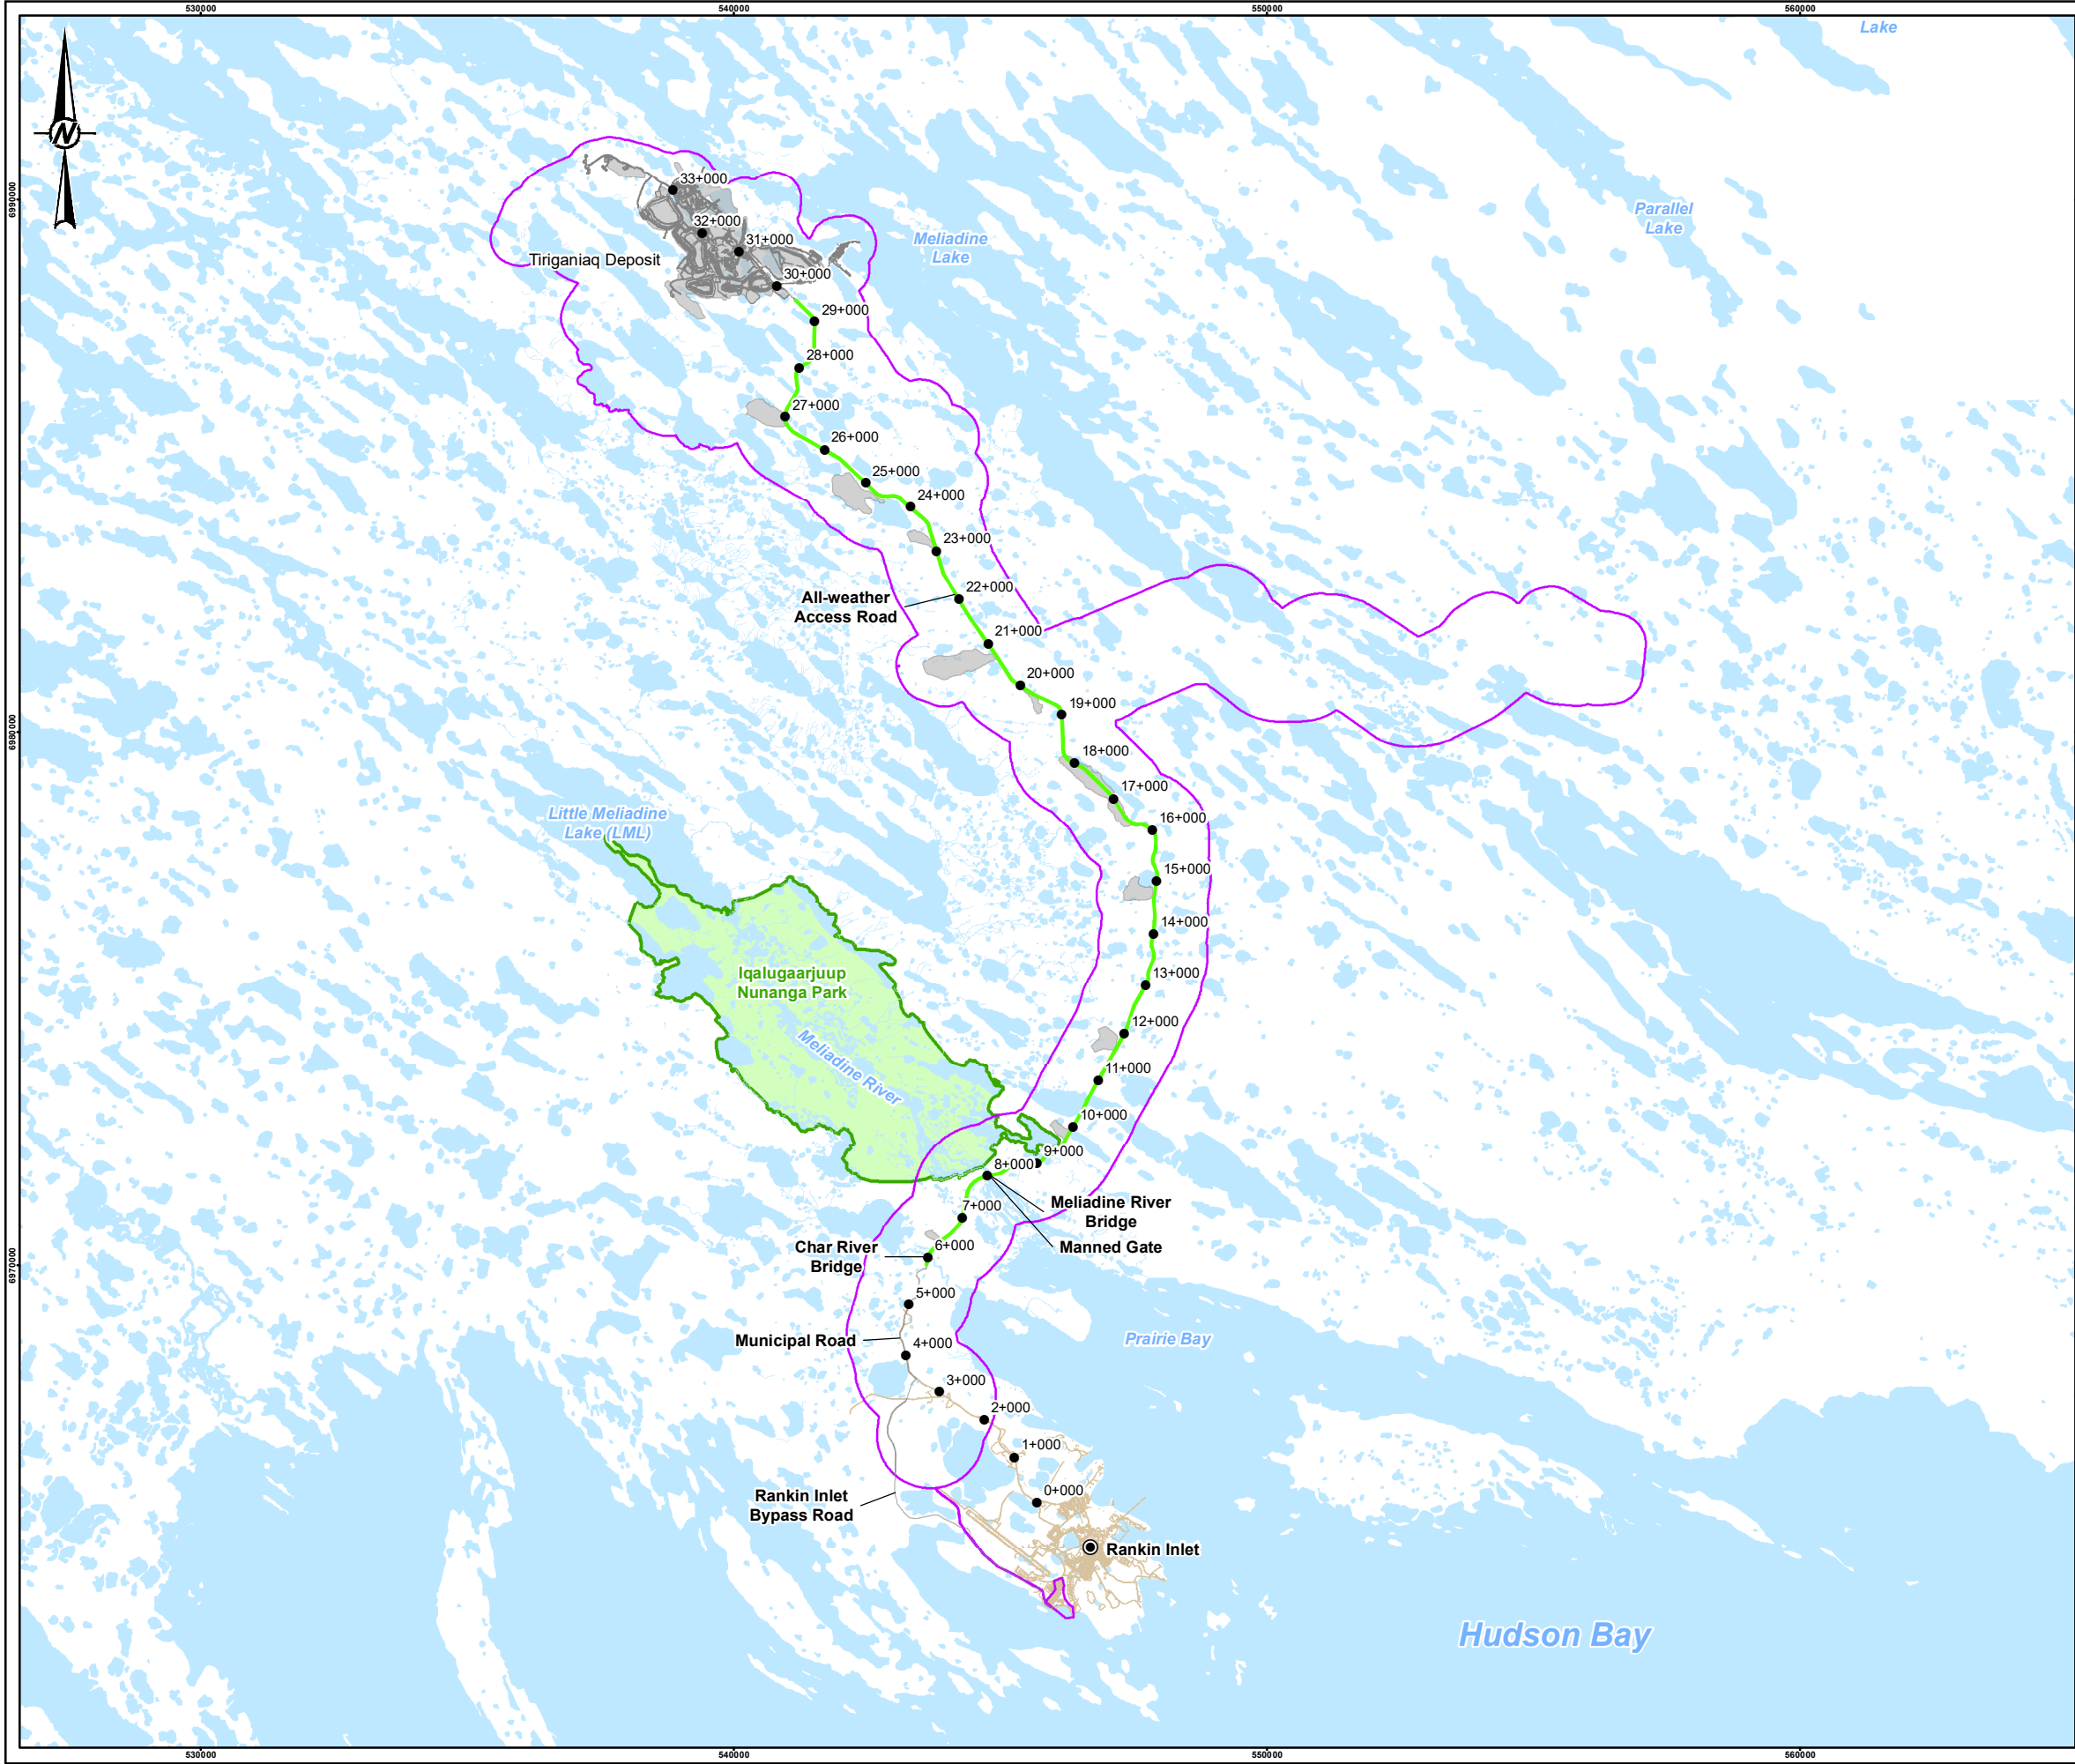 530000
540000
550000
560000
Lake
N
6990000
33+000
Parallel
Lake
32+000
31+000
Meliadine
Lake
Tiriganiaq Deposit
30+000
29+000
28+000
27+000
26+000
25+000
24+000
23+000
22+000
All-weather
Access Road
21+000
20+000
19+000
6980000
18+000
17+000
Little Meliadine
Lake (LML)
16+000
15+000
14+000
Iqalugaarjuup
Nunanga Park
13+000
12+000
Meliadine River
11+000
10+000
9+000
8+000
Meliadine River
Bridge
7+000
Manned Gate
Char River
Bridge
6+000
6970000
5+000
Municipal Road
4+000
Prairie Bay
3+000
2+000
1+000
0+000
Rankin Inlet
Bypass Road
Rankin Inlet
Hudson Bay
530000
540000
550000
560000